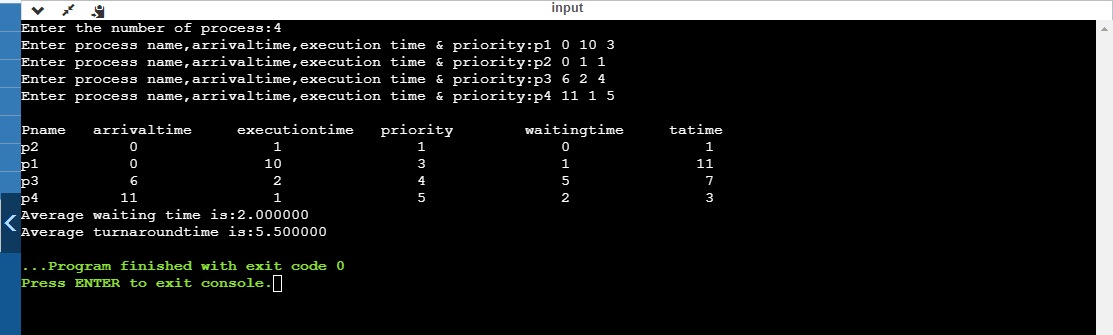 input
Enter the number of process:4
Enter process name,arrivaltime,execution time & priority:p1 0 10 3
Enter process name,arrivaltime,execution time & priority:p2 0 1 1
Enter process name,arrivaltime,execution time & priority:p3 6 2 4
Enter process name,arrivaltime,execution time & priority:p4 11 1 5
Pname arrivaltime executiontime priority waitingtime tatime
p2 0 1 1 0 1
p1 0 10 3 1 11
p3 6 2 4 5 7
p4 11 1 5 2 3
Average waiting time is:2.000000
Average turnaroundtime is:5.500000
...Program finished with exit code 0
Press ENTER to exit console.